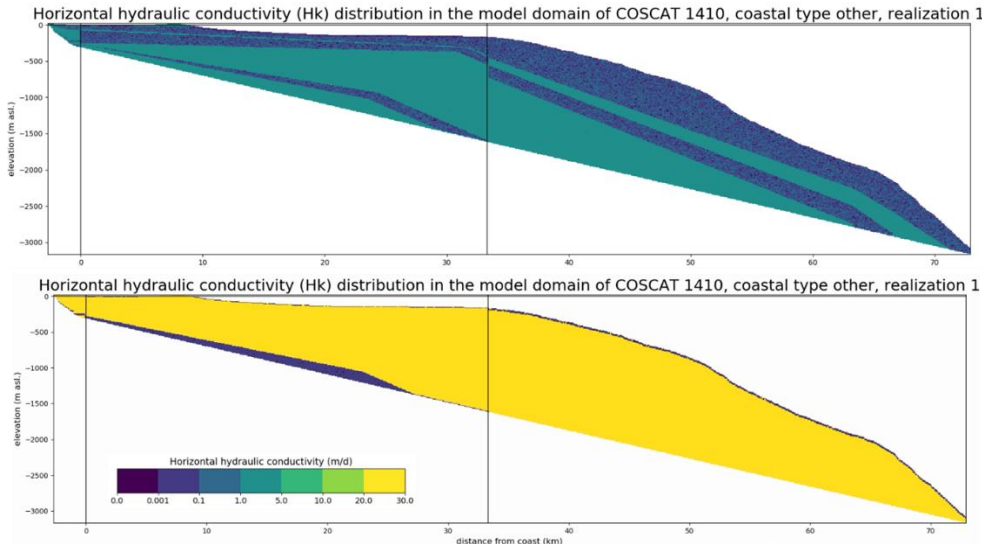 Horizontal hydraulic conductivity (Hk) distribution in the model domain of COSCAT 1410, coastal type other, realization 1
elevation (m asl.)
0
−500
−1000
−1500
−2000
−2500
−3000
0 10 20 30 40 50 60 70
Horizontal hydraulic conductivity (Hk) distribution in the model domain of COSCAT 1410, coastal type other, realization 1
elevation (m asl.)
0
−500
−1000
−1500
−2000
−2500
−3000
Horizontal hydraulic conductivity (m/d)
0.0 0.001 0.1 1.0 5.0 10.0 20.0 30.0
0 10 20 30 40 50 60 70
distance from coast (km)